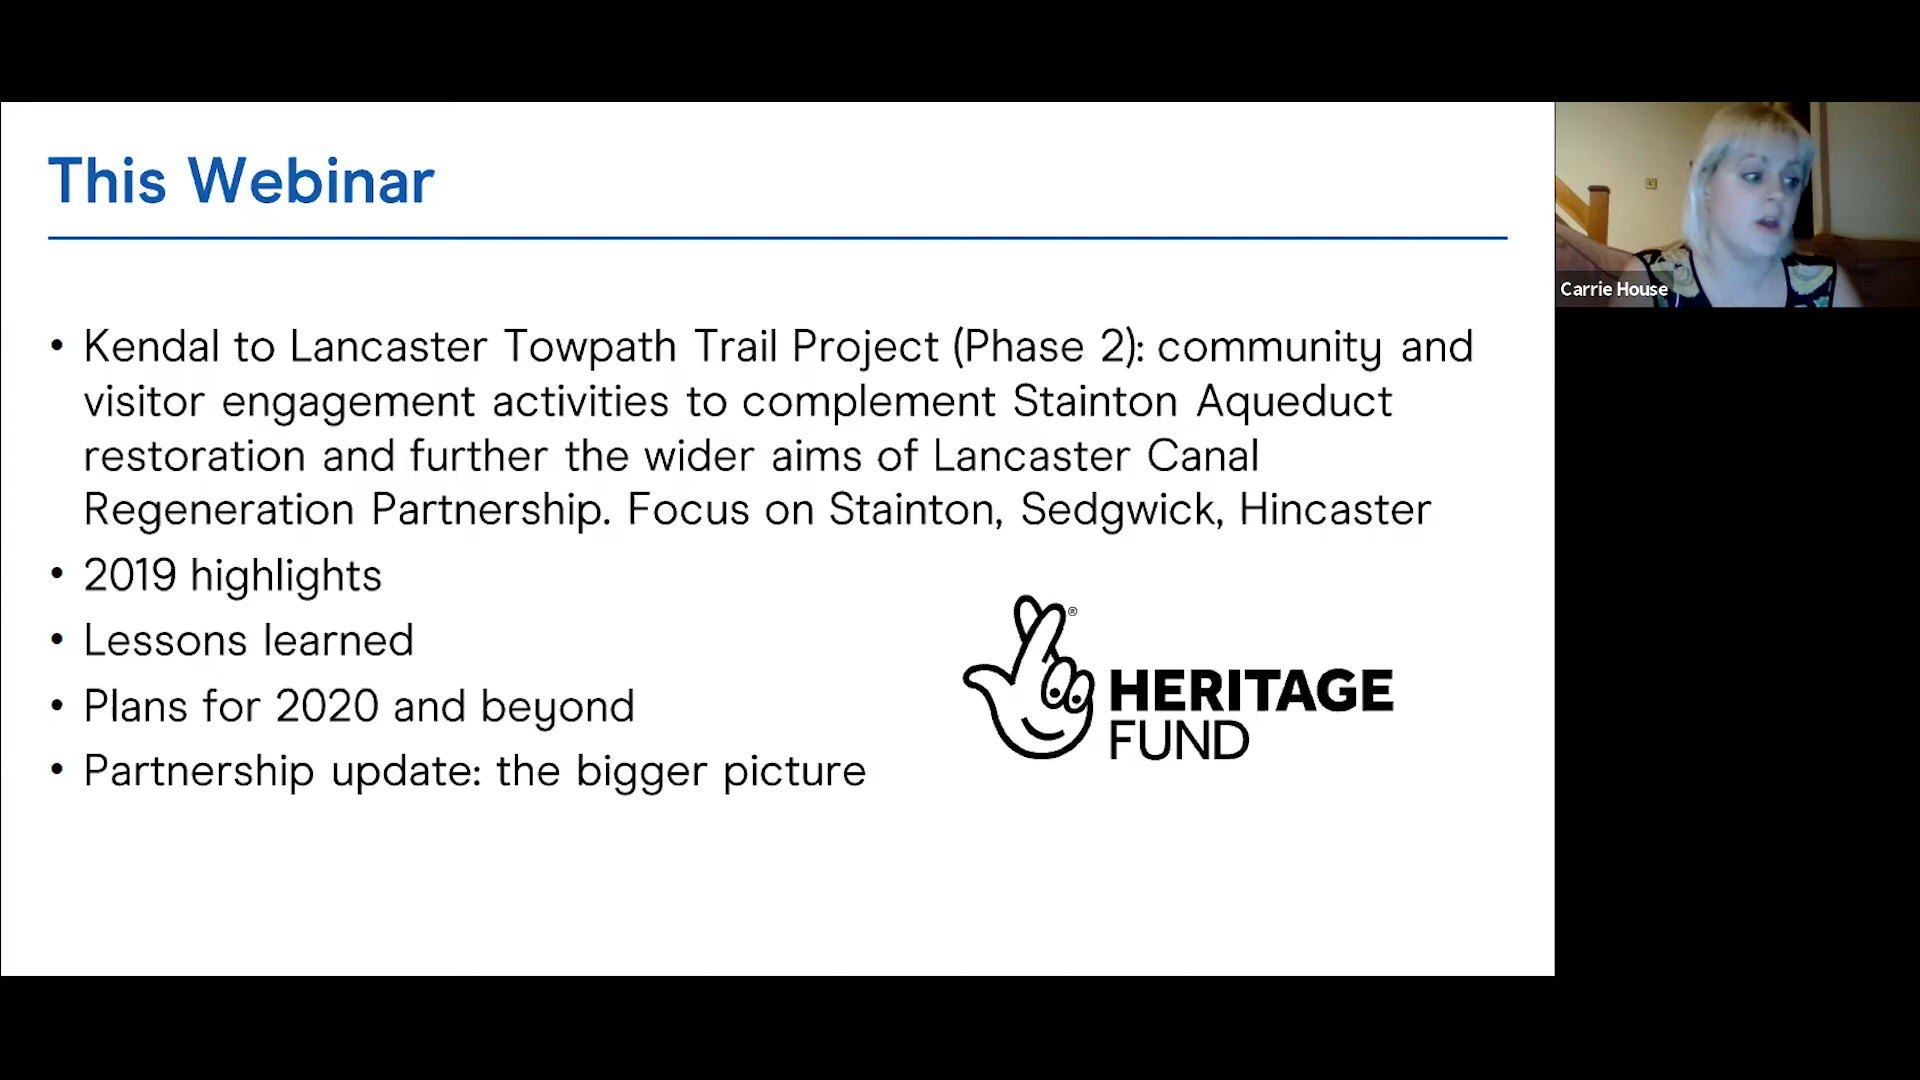 This Webinar
• Kendal to Lancaster Towpath Trail Project (Phase 2): community and
visitor engagement activities to complement Stainton Aqueduct
restoration and further the wider aims of Lancaster Canal
Regeneration Partnership. Focus on Stainton, Sedgwick, Hincaster
• 2019 highlights
• Lessons learned
• Plans for 2020 and beyond
• Partnership update: the bigger picture
®
HERITAGE
FUND
Carrie House